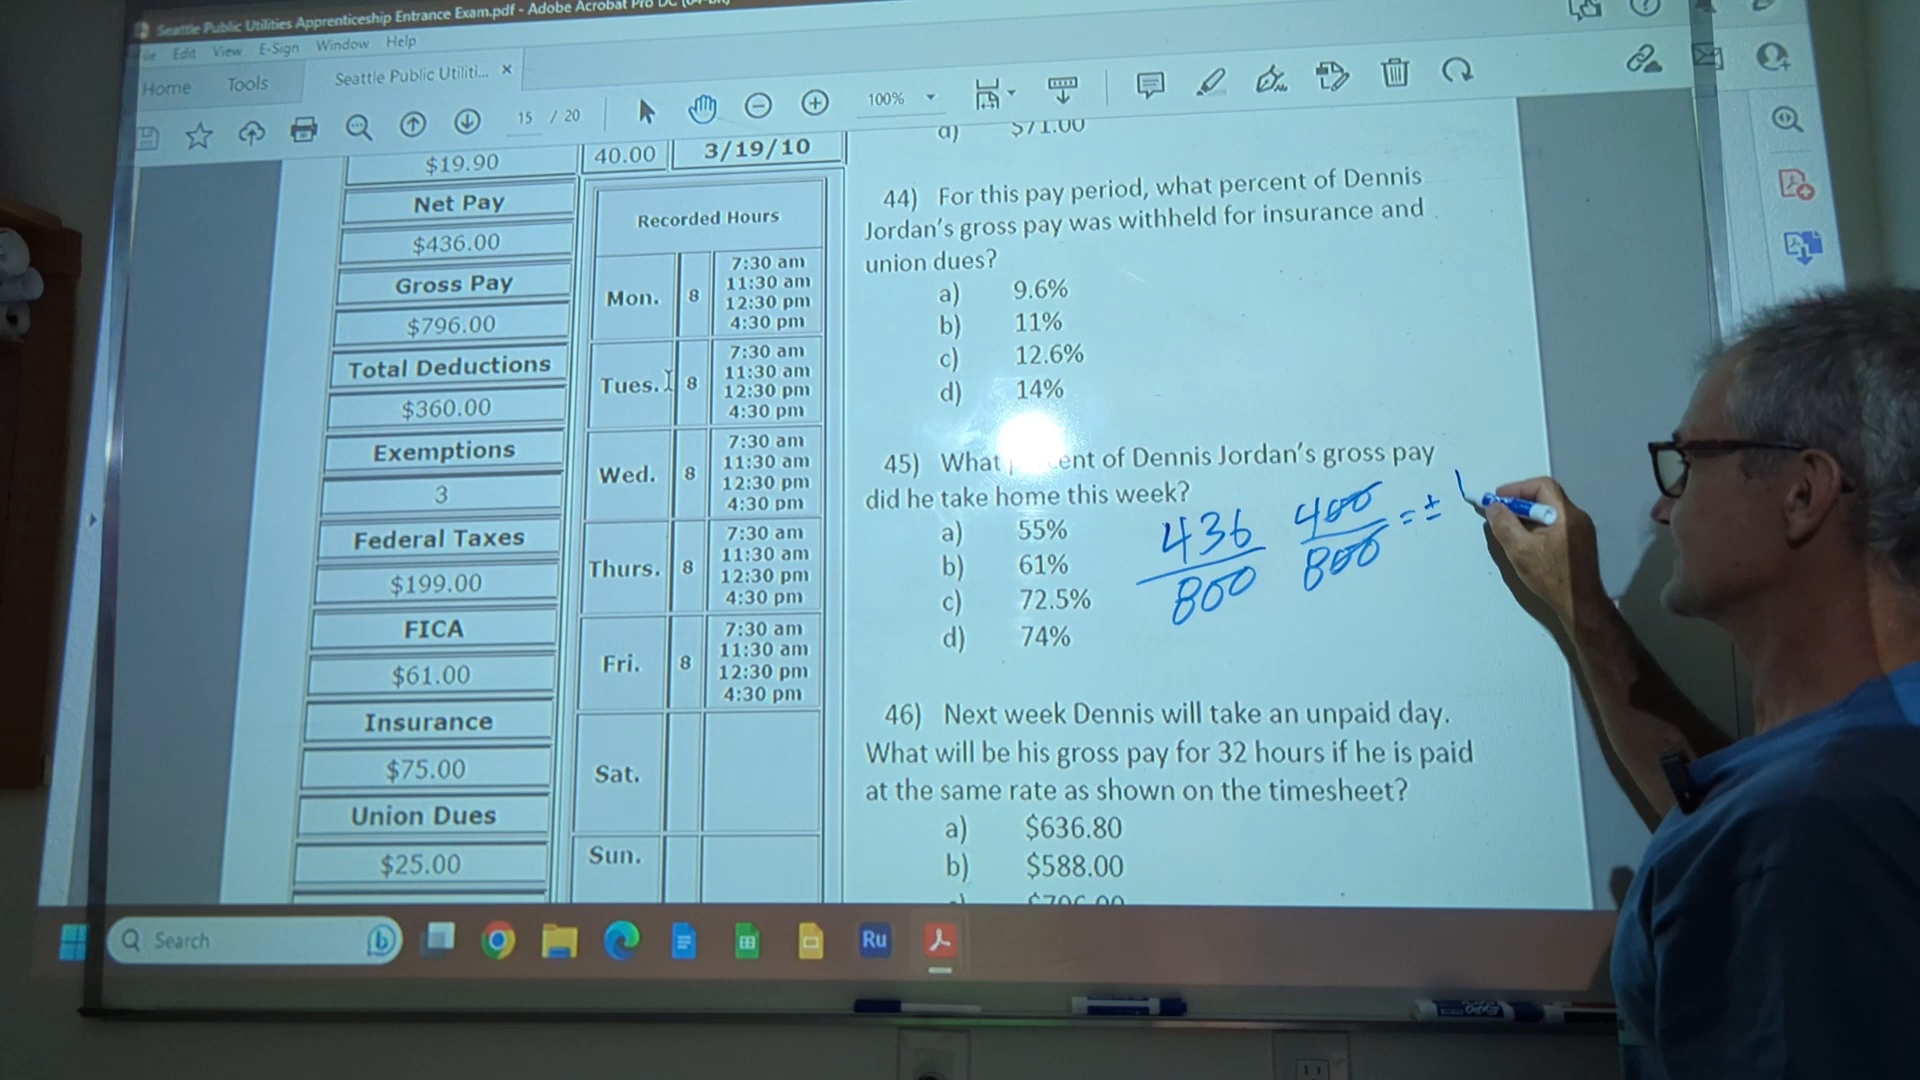 Seattle Public Utilities Apprenticeship Entrance Exam.pdf - Adobe Acrobat Pro DC
Edit View E-Sign Window Help
Home Tools Seattle Public Utiliti... ×
15 / 20 100%
$19.90
Net Pay
$436.00
Gross Pay
$796.00
Total Deductions
$360.00
Exemptions
3
Federal Taxes
$199.00
FICA
$61.00
Insurance
$75.00
Union Dues
$25.00
40.00 3/19/10
Recorded Hours
Mon. 8 7:30 am
11:30 am
12:30 pm
4:30 pm
Tues. 8 7:30 am
11:30 am
12:30 pm
4:30 pm
Wed. 8 7:30 am
11:30 am
12:30 pm
4:30 pm
Thurs. 8 7:30 am
11:30 am
12:30 pm
4:30 pm
Fri. 8 7:30 am
11:30 am
12:30 pm
4:30 pm
Sat.
Sun.
d) $71.00
44) For this pay period, what percent of Dennis
Jordan's gross pay was withheld for insurance and
union dues?
a) 9.6%
b) 11%
c) 12.6%
d) 14%
45) What of Dennis Jordan's gross pay
did he take home this week?
a) 55%
b) 61%
c) 72.5%
d) 74%
436 400 = ±
800 800
46) Next week Dennis will take an unpaid day.
What will be his gross pay for 32 hours if he is paid
at the same rate as shown on the timesheet?
a) $636.80
b) $588.00
Search
Ru
EXPO